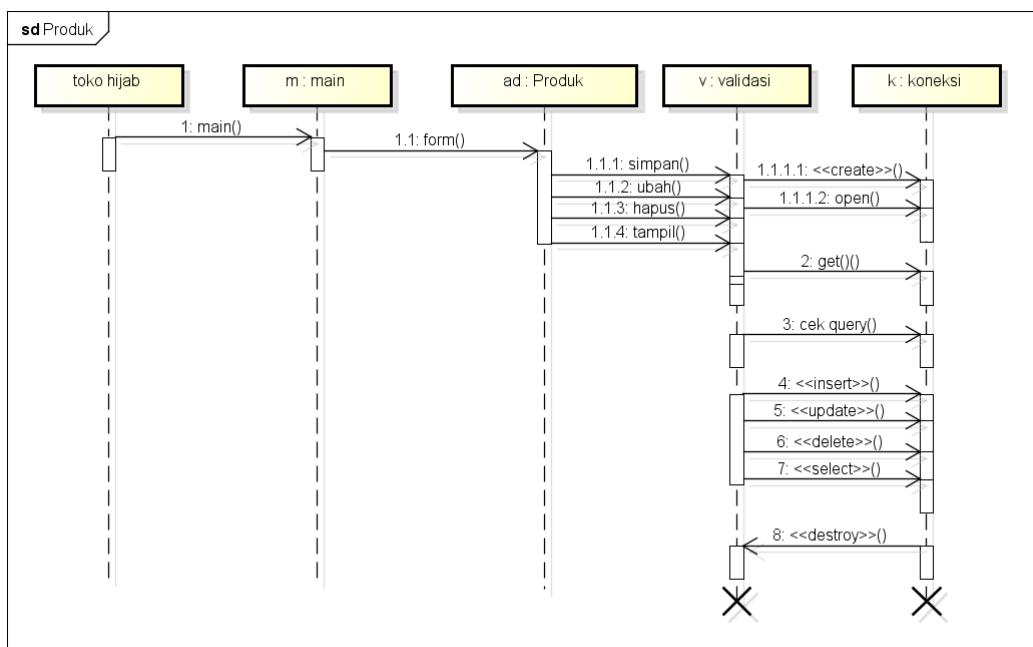 sd Produk
toko hijab
m : main
ad : Produk
v : validasi
k : koneksi
1: main()
1.1: form()
1.1.1: simpan()
1.1.1.1: <<create>>()
1.1.2: ubah()
1.1.1.2: open()
1.1.3: hapus()
1.1.4: tampil()
2: get()()
3: cek query()
4: <<insert>>()
5: <<update>>()
6: <<delete>>()
7: <<select>>()
8: <<destroy>>()